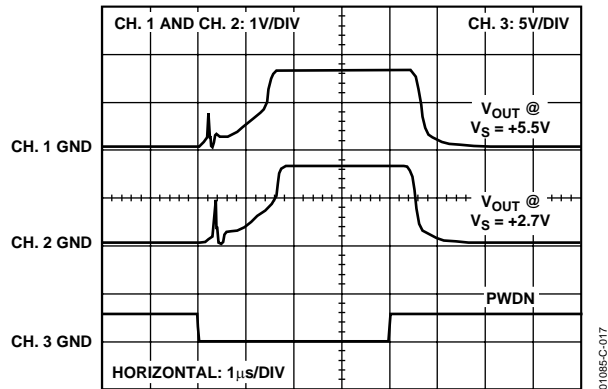 CH. 1 AND CH. 2: 1V/DIV
CH. 3: 5V/DIV
VOUT @
VS = +5.5V
CH. 1 GND
VOUT @
VS = +2.7V
CH. 2 GND
PWDN
CH. 3 GND
HORIZONTAL: 1μs/DIV
01085-C-017